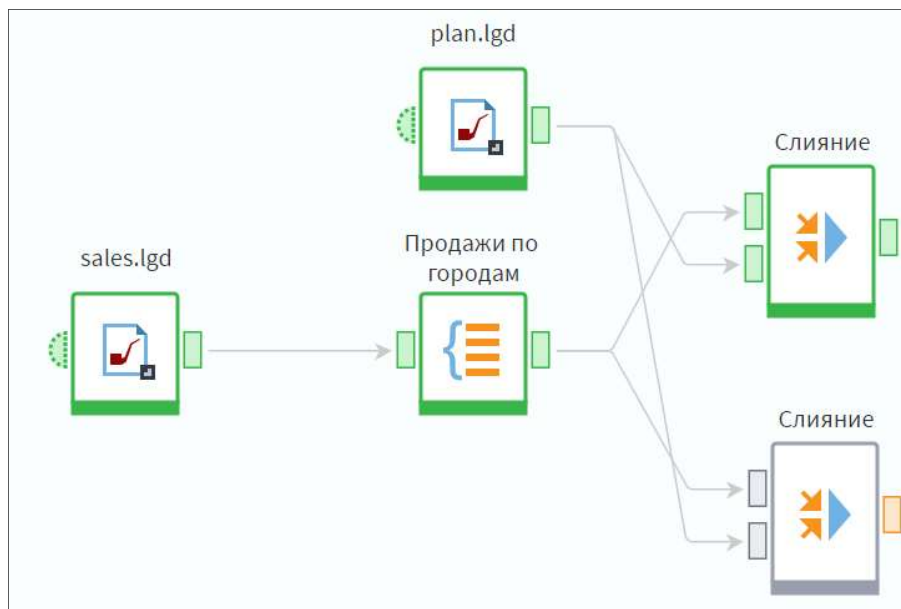 plan.lgd
Слияние
Продажи по
городам
sales.lgd
Слияние